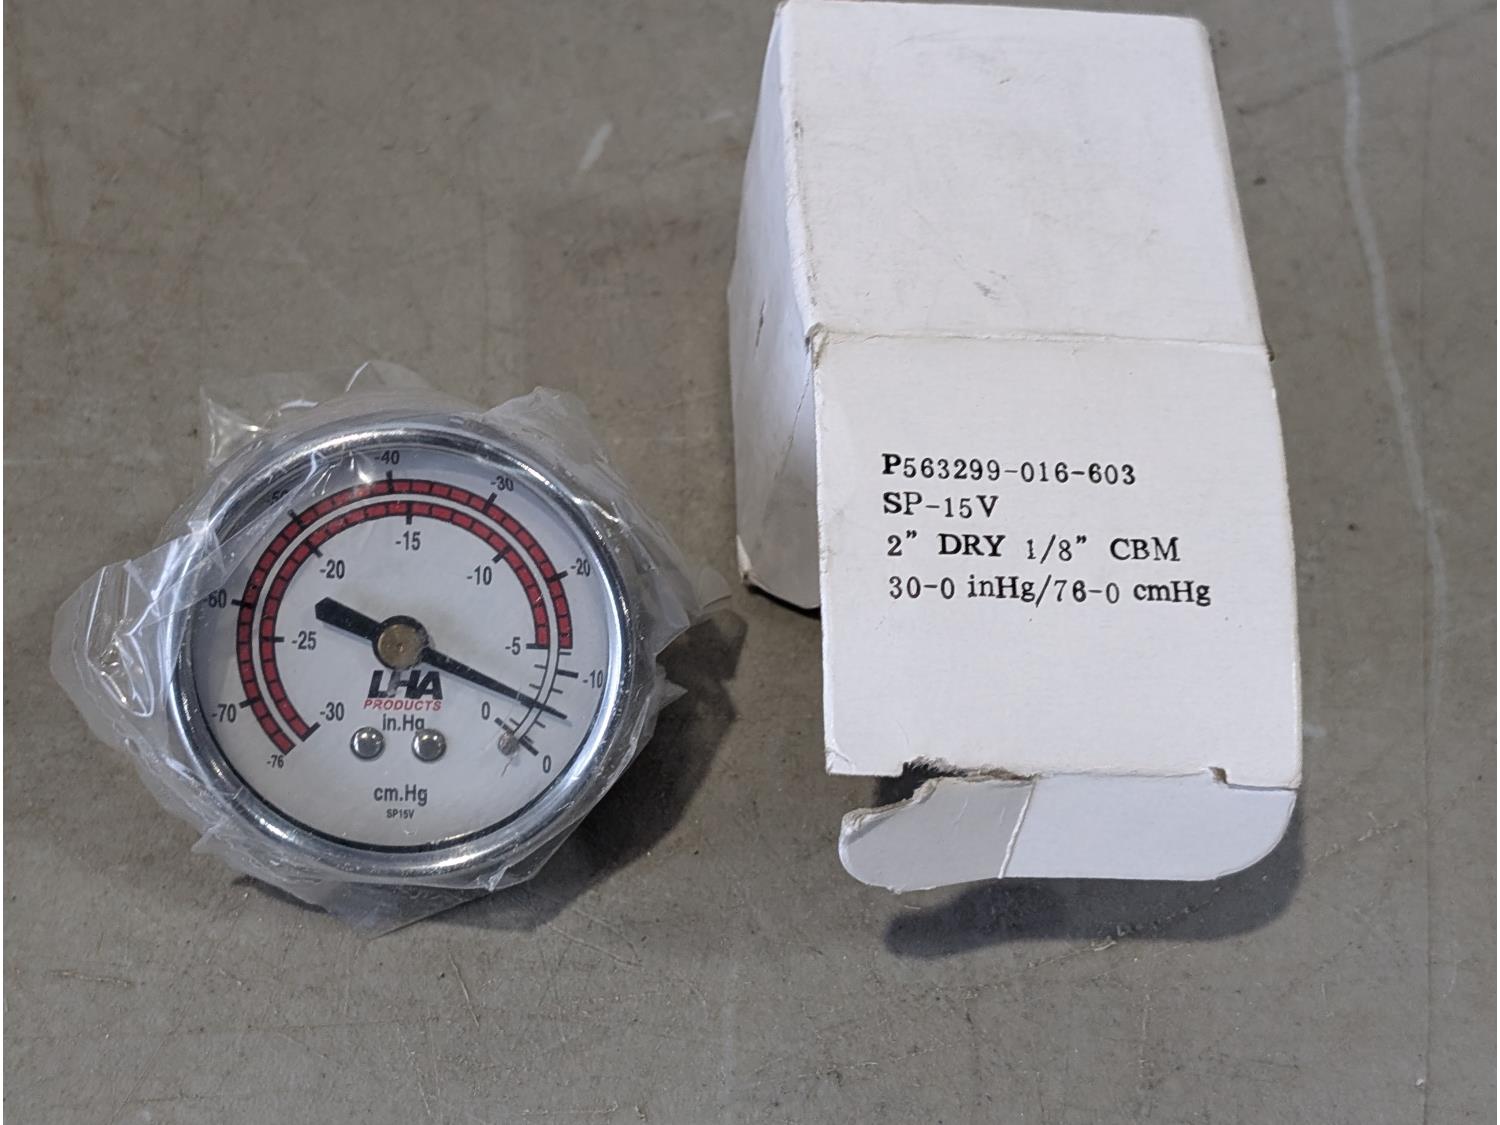 -40
-50
-30
-15
-20
-20
-10
60
-25
-5
-10
LHA
PRODUCTS
-70
-30
in.Hg
0
-76
0
cm.Hg
SP15V
P563299-016-603
SP-15V
2” DRY 1/8” CBM
30-0 inHg/76-0 cmHg